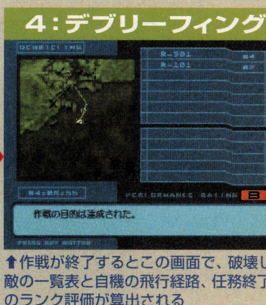 4：デブリーフィング
DEBRIEFING
R-501
R-101
PERFORMANCE RATING B
作戦の目的は達成された。
PRESS ANY BUTTON
⬆作戦が終了するとこの画面で、破壊し
敵の一覧表と自機の飛行経路、任務終了
のランク評価が算出される